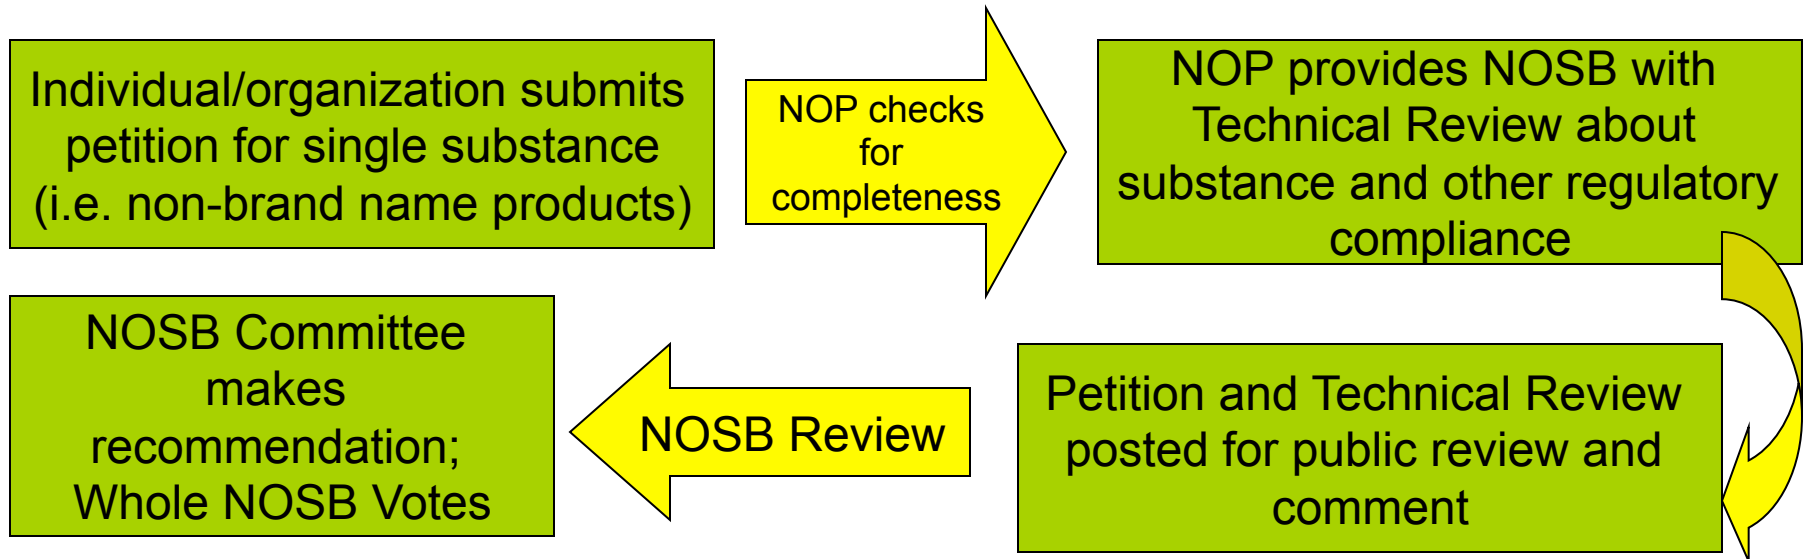 Individual/organization submits
petition for single substance
(i.e. non-brand name products)
NOP checks
for
completeness
NOP provides NOSB with
Technical Review about
substance and other regulatory
compliance
Petition and Technical Review
posted for public review and
comment
NOSB Review
NOSB Committee
makes
recommendation;
Whole NOSB Votes